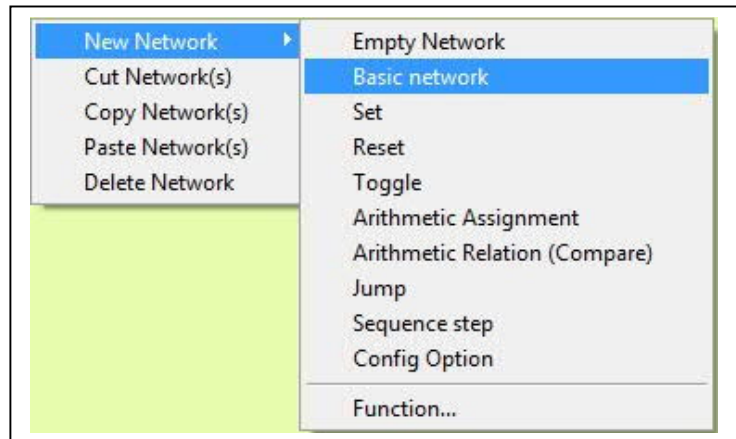 New Network
Cut Network(s)
Copy Network(s)
Paste Network(s)
Delete Network
Empty Network
Basic network
Set
Reset
Toggle
Arithmetic Assignment
Arithmetic Relation (Compare)
Jump
Sequence step
Config Option
Function...